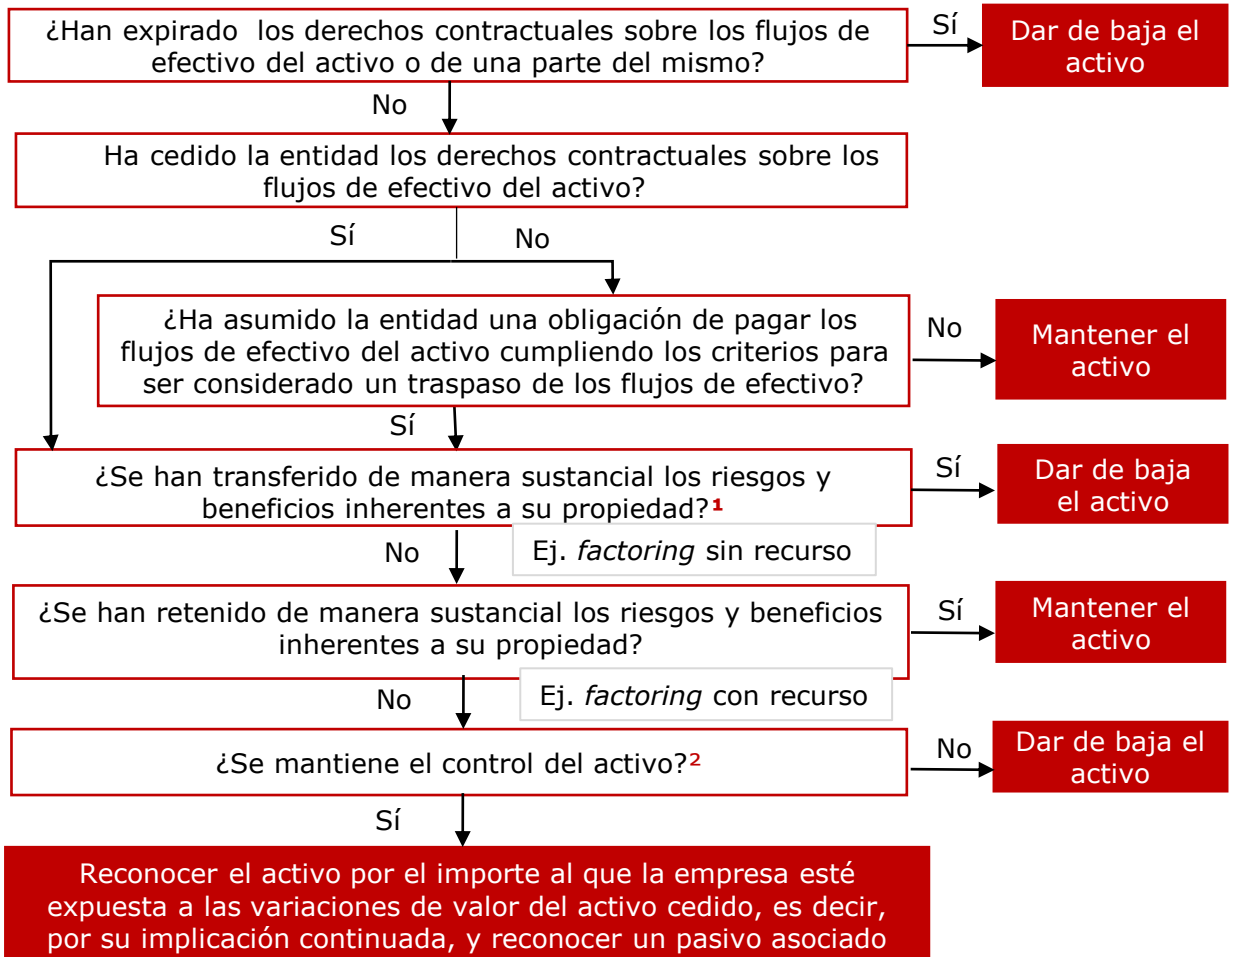 ¿Han expirado los derechos contractuales sobre los flujos de
efectivo del activo o de una parte del mismo?
Sí
Dar de baja el
activo
No
Ha cedido la entidad los derechos contractuales sobre los
flujos de efectivo del activo?
Sí
No
¿Ha asumido la entidad una obligación de pagar los
flujos de efectivo del activo cumpliendo los criterios para
ser considerado un traspaso de los flujos de efectivo?
No
Mantener el
activo
Sí
¿Se han transferido de manera sustancial los riesgos y
beneficios inherentes a su propiedad?¹
Sí
Dar de baja
el activo
No
Ej. factoring sin recurso
¿Se han retenido de manera sustancial los riesgos y beneficios
inherentes a su propiedad?
Sí
Mantener el
activo
No
Ej. factoring con recurso
¿Se mantiene el control del activo?²
No
Dar de baja el
activo
Sí
Reconocer el activo por el importe al que la empresa esté
expuesta a las variaciones de valor del activo cedido, es decir,
por su implicación continuada, y reconocer un pasivo asociado